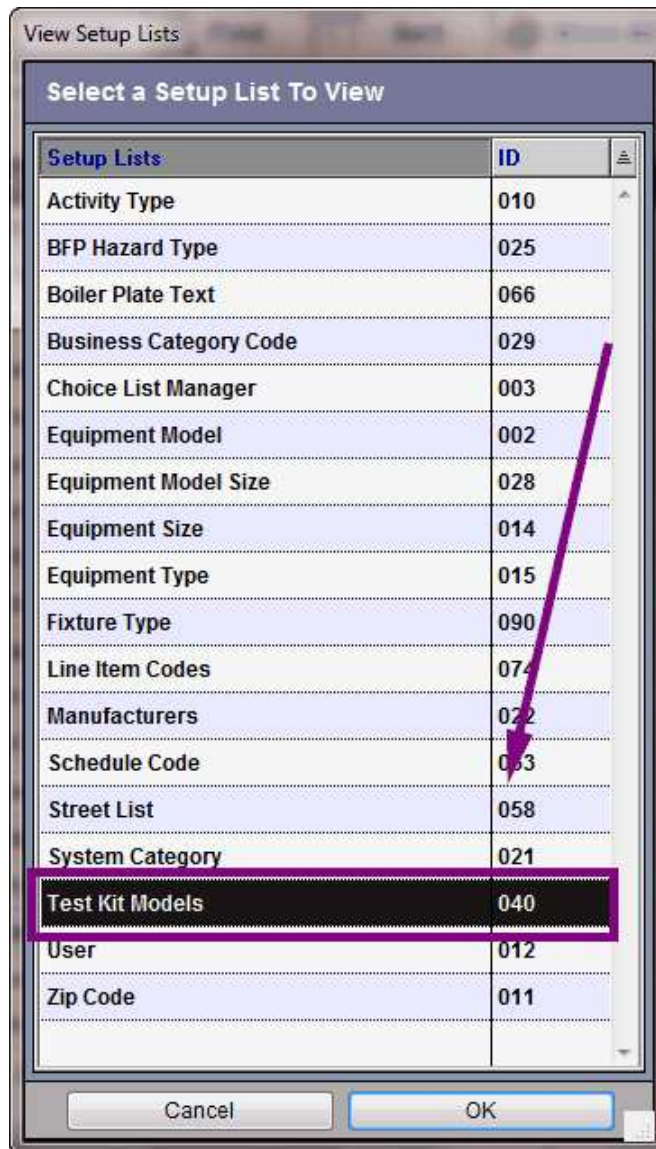 View Setup Lists
Select a Setup List To View
Setup Lists ID
Activity Type 010
BFP Hazard Type 025
Boiler Plate Text 066
Business Category Code 029
Choice List Manager 003
Equipment Model 002
Equipment Model Size 028
Equipment Size 014
Equipment Type 015
Fixture Type 090
Line Item Codes 074
Manufacturers 022
Schedule Code
Street List 058
System Category 021
Test Kit Models 040
User 012
Zip Code 011
Cancel OK